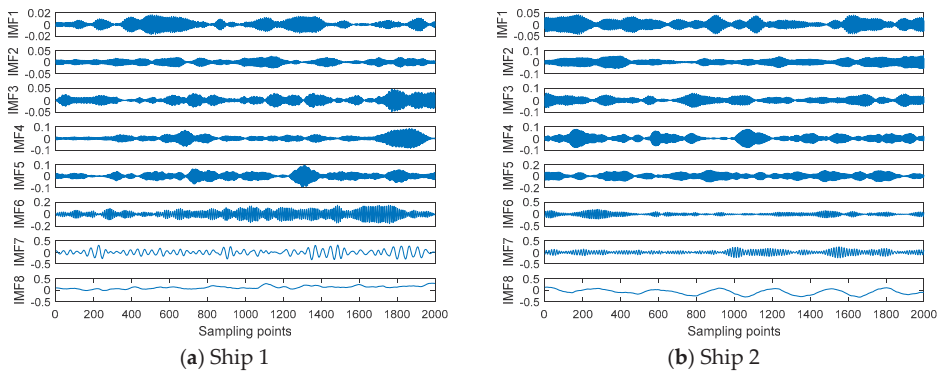 IMF1 0.02 0 -0.02
IMF2 0.05 0 -0.05
IMF3 0.05 0 -0.05
IMF4 0.1 0 -0.1
IMF5 0.1 0 -0.1
IMF6 0.2 0 -0.2
IMF7 0.5 0 -0.5
IMF8 0.5 0 -0.5
0 200 400 600 800 1000 1200 1400 1600 1800 2000
Sampling points
(a) Ship 1
IMF1 0.05 0 -0.05
IMF2 0.1 0 -0.1
IMF3 0.1 0 -0.1
IMF4 0.1 0 -0.1
IMF5 0.2 0 -0.2
IMF6 0.5 0 -0.5
IMF7 0.5 0 -0.5
IMF8 0.5 0 -0.5
0 200 400 600 800 1000 1200 1400 1600 1800 2000
Sampling points
(b) Ship 2